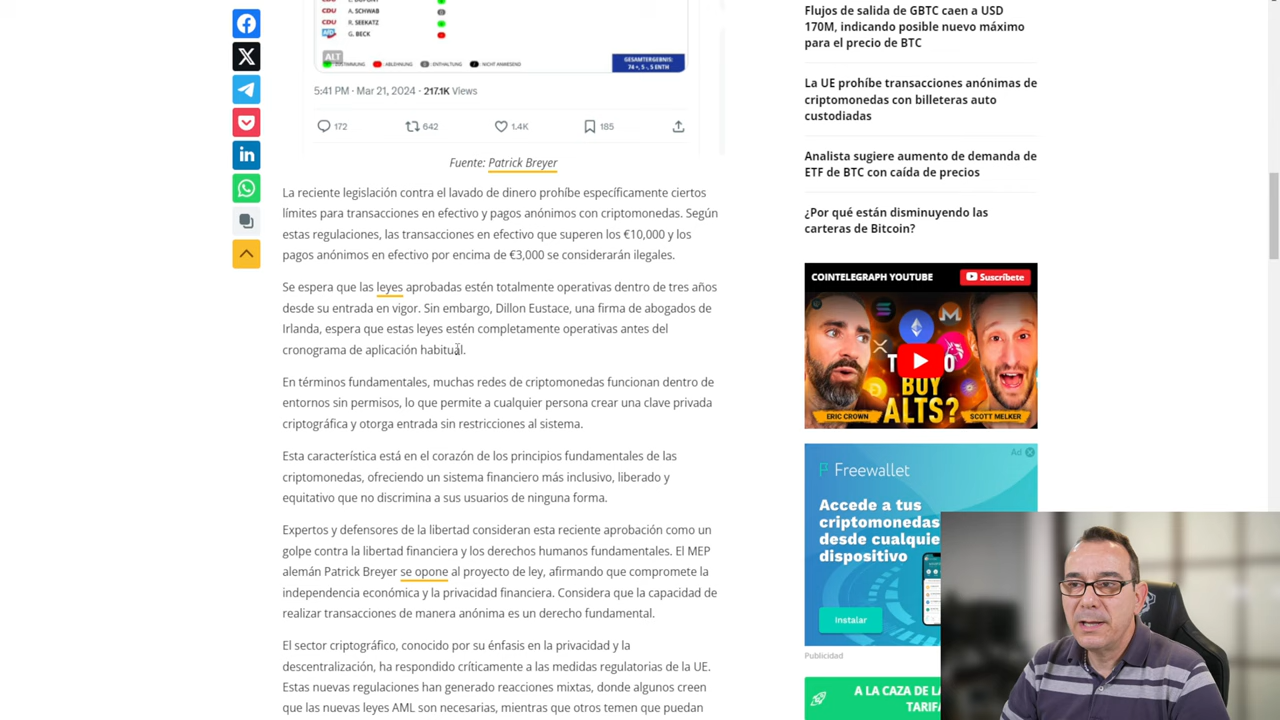 CDU A. SCHWAB
CDU R. SEEKATZ
G. BECK
ALT
ZUSTIMMUNG ABLEHNUNG ENTHALTUNG NICHT ANWESEND
GESAMTERGEBNIS:
74 +, 5 -, 5 ENTH
5:41 PM · Mar 21, 2024 · 217.1K Views
172 642 1.4K 185
Fuente: Patrick Breyer
La reciente legislación contra el lavado de dinero prohíbe específicamente ciertos
límites para transacciones en efectivo y pagos anónimos con criptomonedas. Según
estas regulaciones, las transacciones en efectivo que superen los €10,000 y los
pagos anónimos en efectivo por encima de €3,000 se considerarán ilegales.
Se espera que las leyes aprobadas estén totalmente operativas dentro de tres años
desde su entrada en vigor. Sin embargo, Dillon Eustace, una firma de abogados de
Irlanda, espera que estas leyes estén completamente operativas antes del
cronograma de aplicación habitual.
En términos fundamentales, muchas redes de criptomonedas funcionan dentro de
entornos sin permisos, lo que permite a cualquier persona crear una clave privada
criptográfica y otorga entrada sin restricciones al sistema.
Esta característica está en el corazón de los principios fundamentales de las
criptomonedas, ofreciendo un sistema financiero más inclusivo, liberado y
equitativo que no discrimina a sus usuarios de ninguna forma.
Expertos y defensores de la libertad consideran esta reciente aprobación como un
golpe contra la libertad financiera y los derechos humanos fundamentales. El MEP
alemán Patrick Breyer se opone al proyecto de ley, afirmando que compromete la
independencia económica y la privacidad financiera. Considera que la capacidad de
realizar transacciones de manera anónima es un derecho fundamental.
El sector criptográfico, conocido por su énfasis en la privacidad y la
descentralización, ha respondido críticamente a las medidas regulatorias de la UE.
Estas nuevas regulaciones han generado reacciones mixtas, donde algunos creen
que las nuevas leyes AML son necesarias, mientras que otros temen que puedan
Flujos de salida de GBTC caen a USD
170M, indicando posible nuevo máximo
para el precio de BTC
La UE prohíbe transacciones anónimas de
criptomonedas con billeteras auto
custodiadas
Analista sugiere aumento de demanda de
ETF de BTC con caída de precios
¿Por qué están disminuyendo las
carteras de Bitcoin?
COINTELEGRAPH YOUTUBE
Suscríbete
BUY
ALTS?
ERIC CROWN
SCOTT MELKER
Ad
Freewallet
Accede a tus
criptomonedas
desde cualquie
dispositivo
Instalar
Publicidad
A LA CAZA DE LA
TARIFA